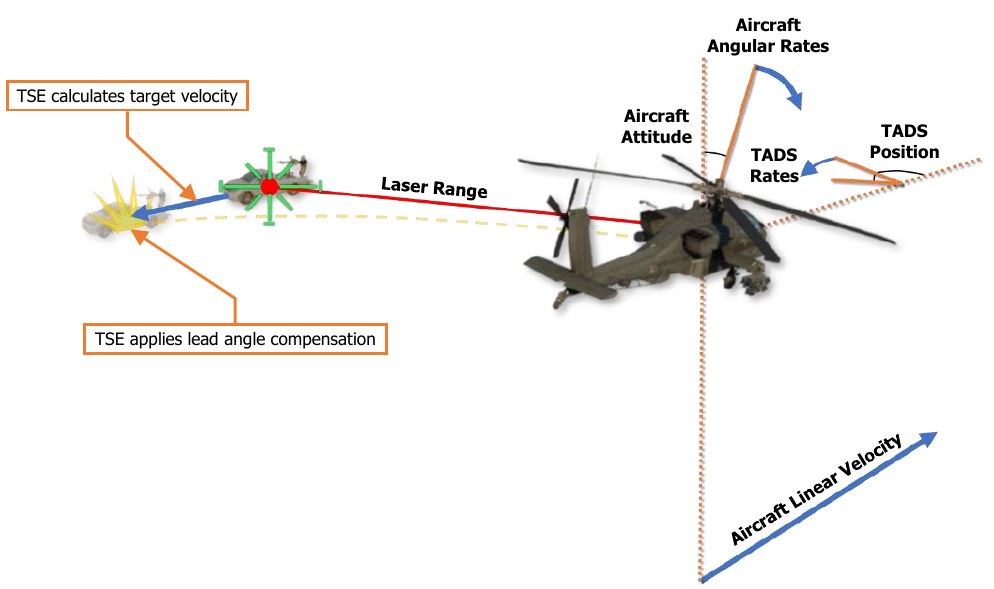 Aircraft
Angular Rates
TSE calculates target velocity
Aircraft
Attitude
TADS
Position
TADS
Rates
Laser Range
TSE applies lead angle compensation
Aircraft Linear Velocity